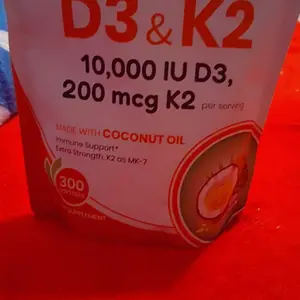 D3 & K2
10,000 IU D3,
200 mcg K2 per serving
MADE WITH COCONUT OIL
Immune Support*
Extra Strength, K2 as MK-7
300
SUPPLEMENT